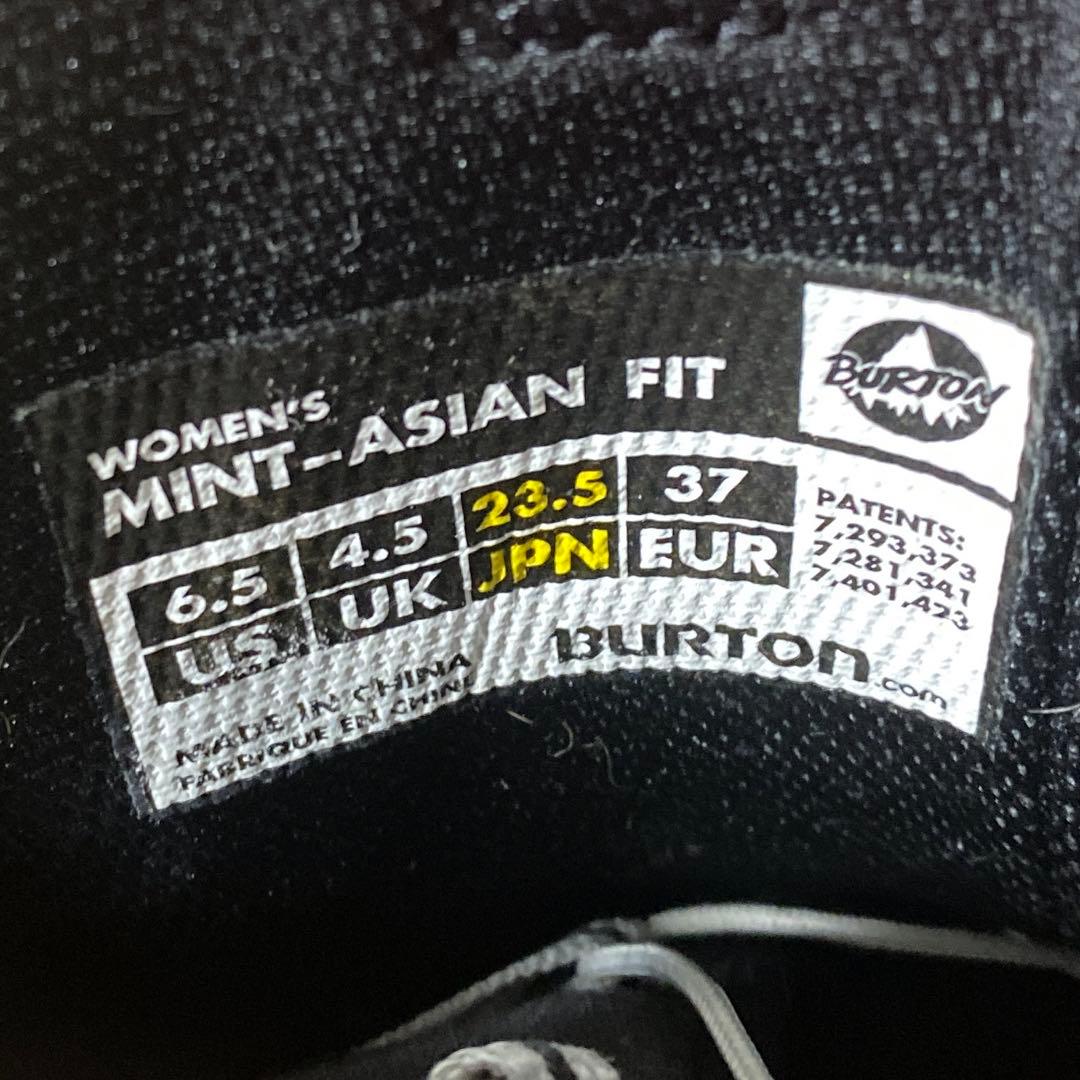 WOMEN'S
MINT-ASIAN FIT
BURTON
6.5 4.5 23.5 37
US UK JPN EUR
PATENTS:
7,293,373
7,281,341
7,401,423
BURTON.com
MADE IN CHINA
FABRIQUE EN CHINE